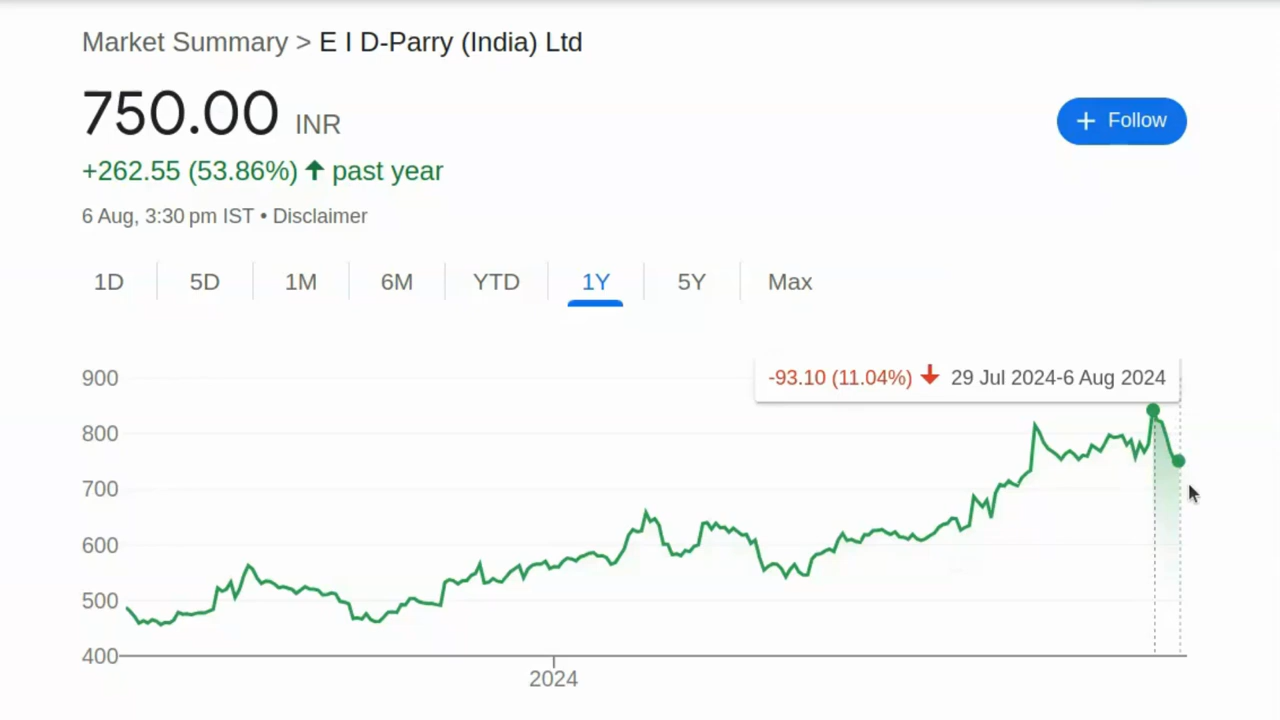 Market Summary > E I D-Parry (India) Ltd
750.00 INR
+ Follow
+262.55 (53.86%) ↑ past year
6 Aug, 3:30 pm IST • Disclaimer
1D 5D 1M 6M YTD 1Y 5Y Max
-93.10 (11.04%) ↓ 29 Jul 2024-6 Aug 2024
900
800
700
600
500
400
2024